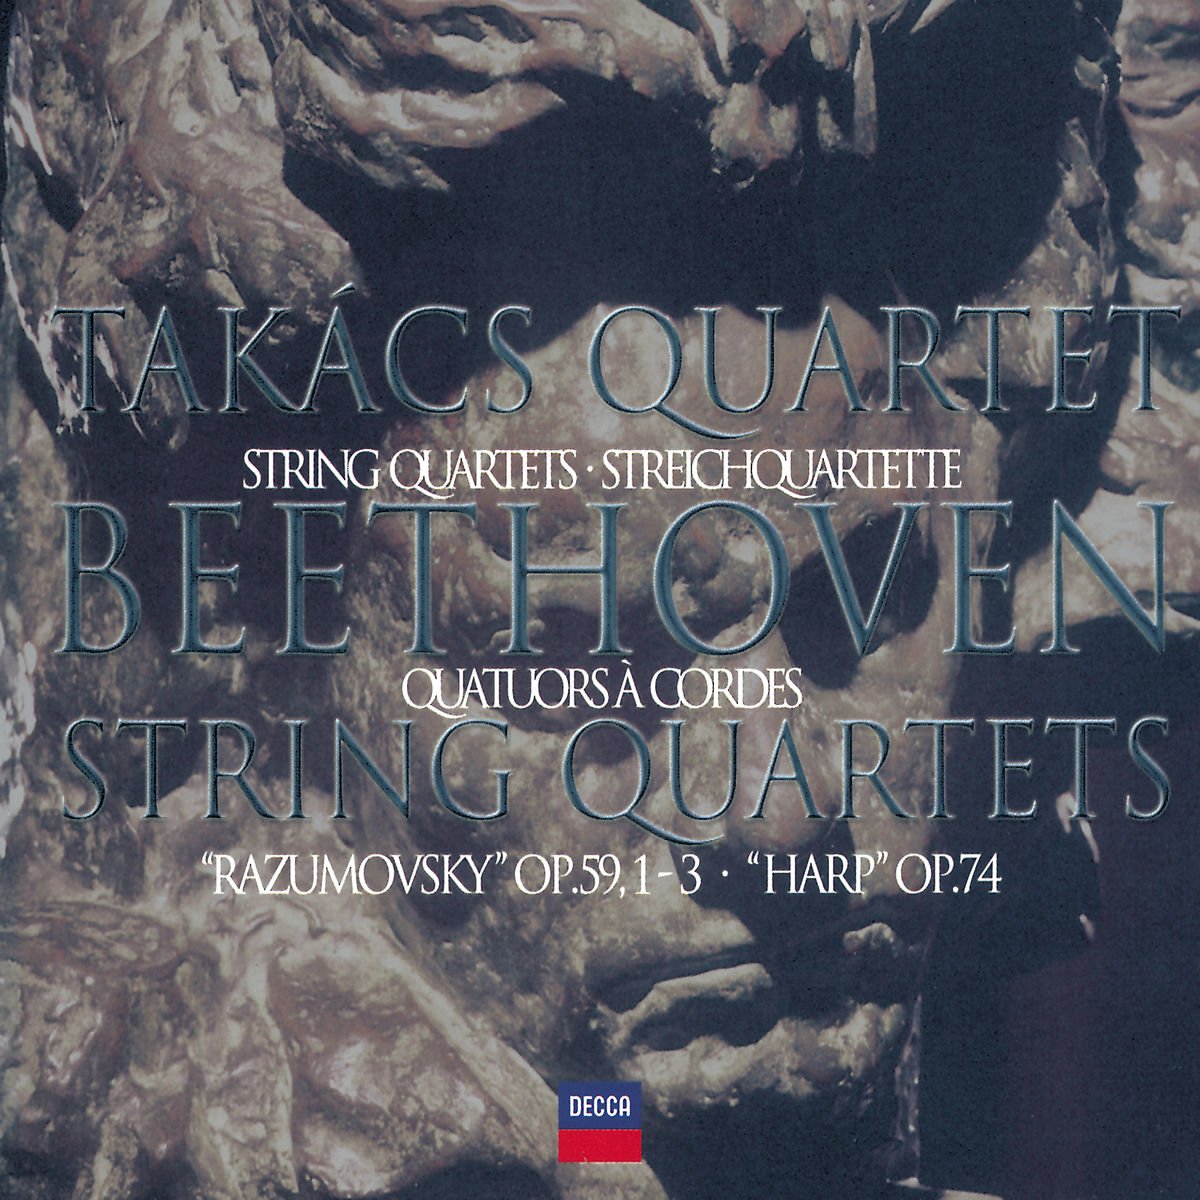 TAKÁCS QUARTET
STRING QUARTETS · STREICHQUARTETTE
BEETHOVEN
QUATUORS À CORDES
STRING QUARTETS
“RAZUMOVSKY” OP.59, 1-3 · “HARP” OP.74
DECCA